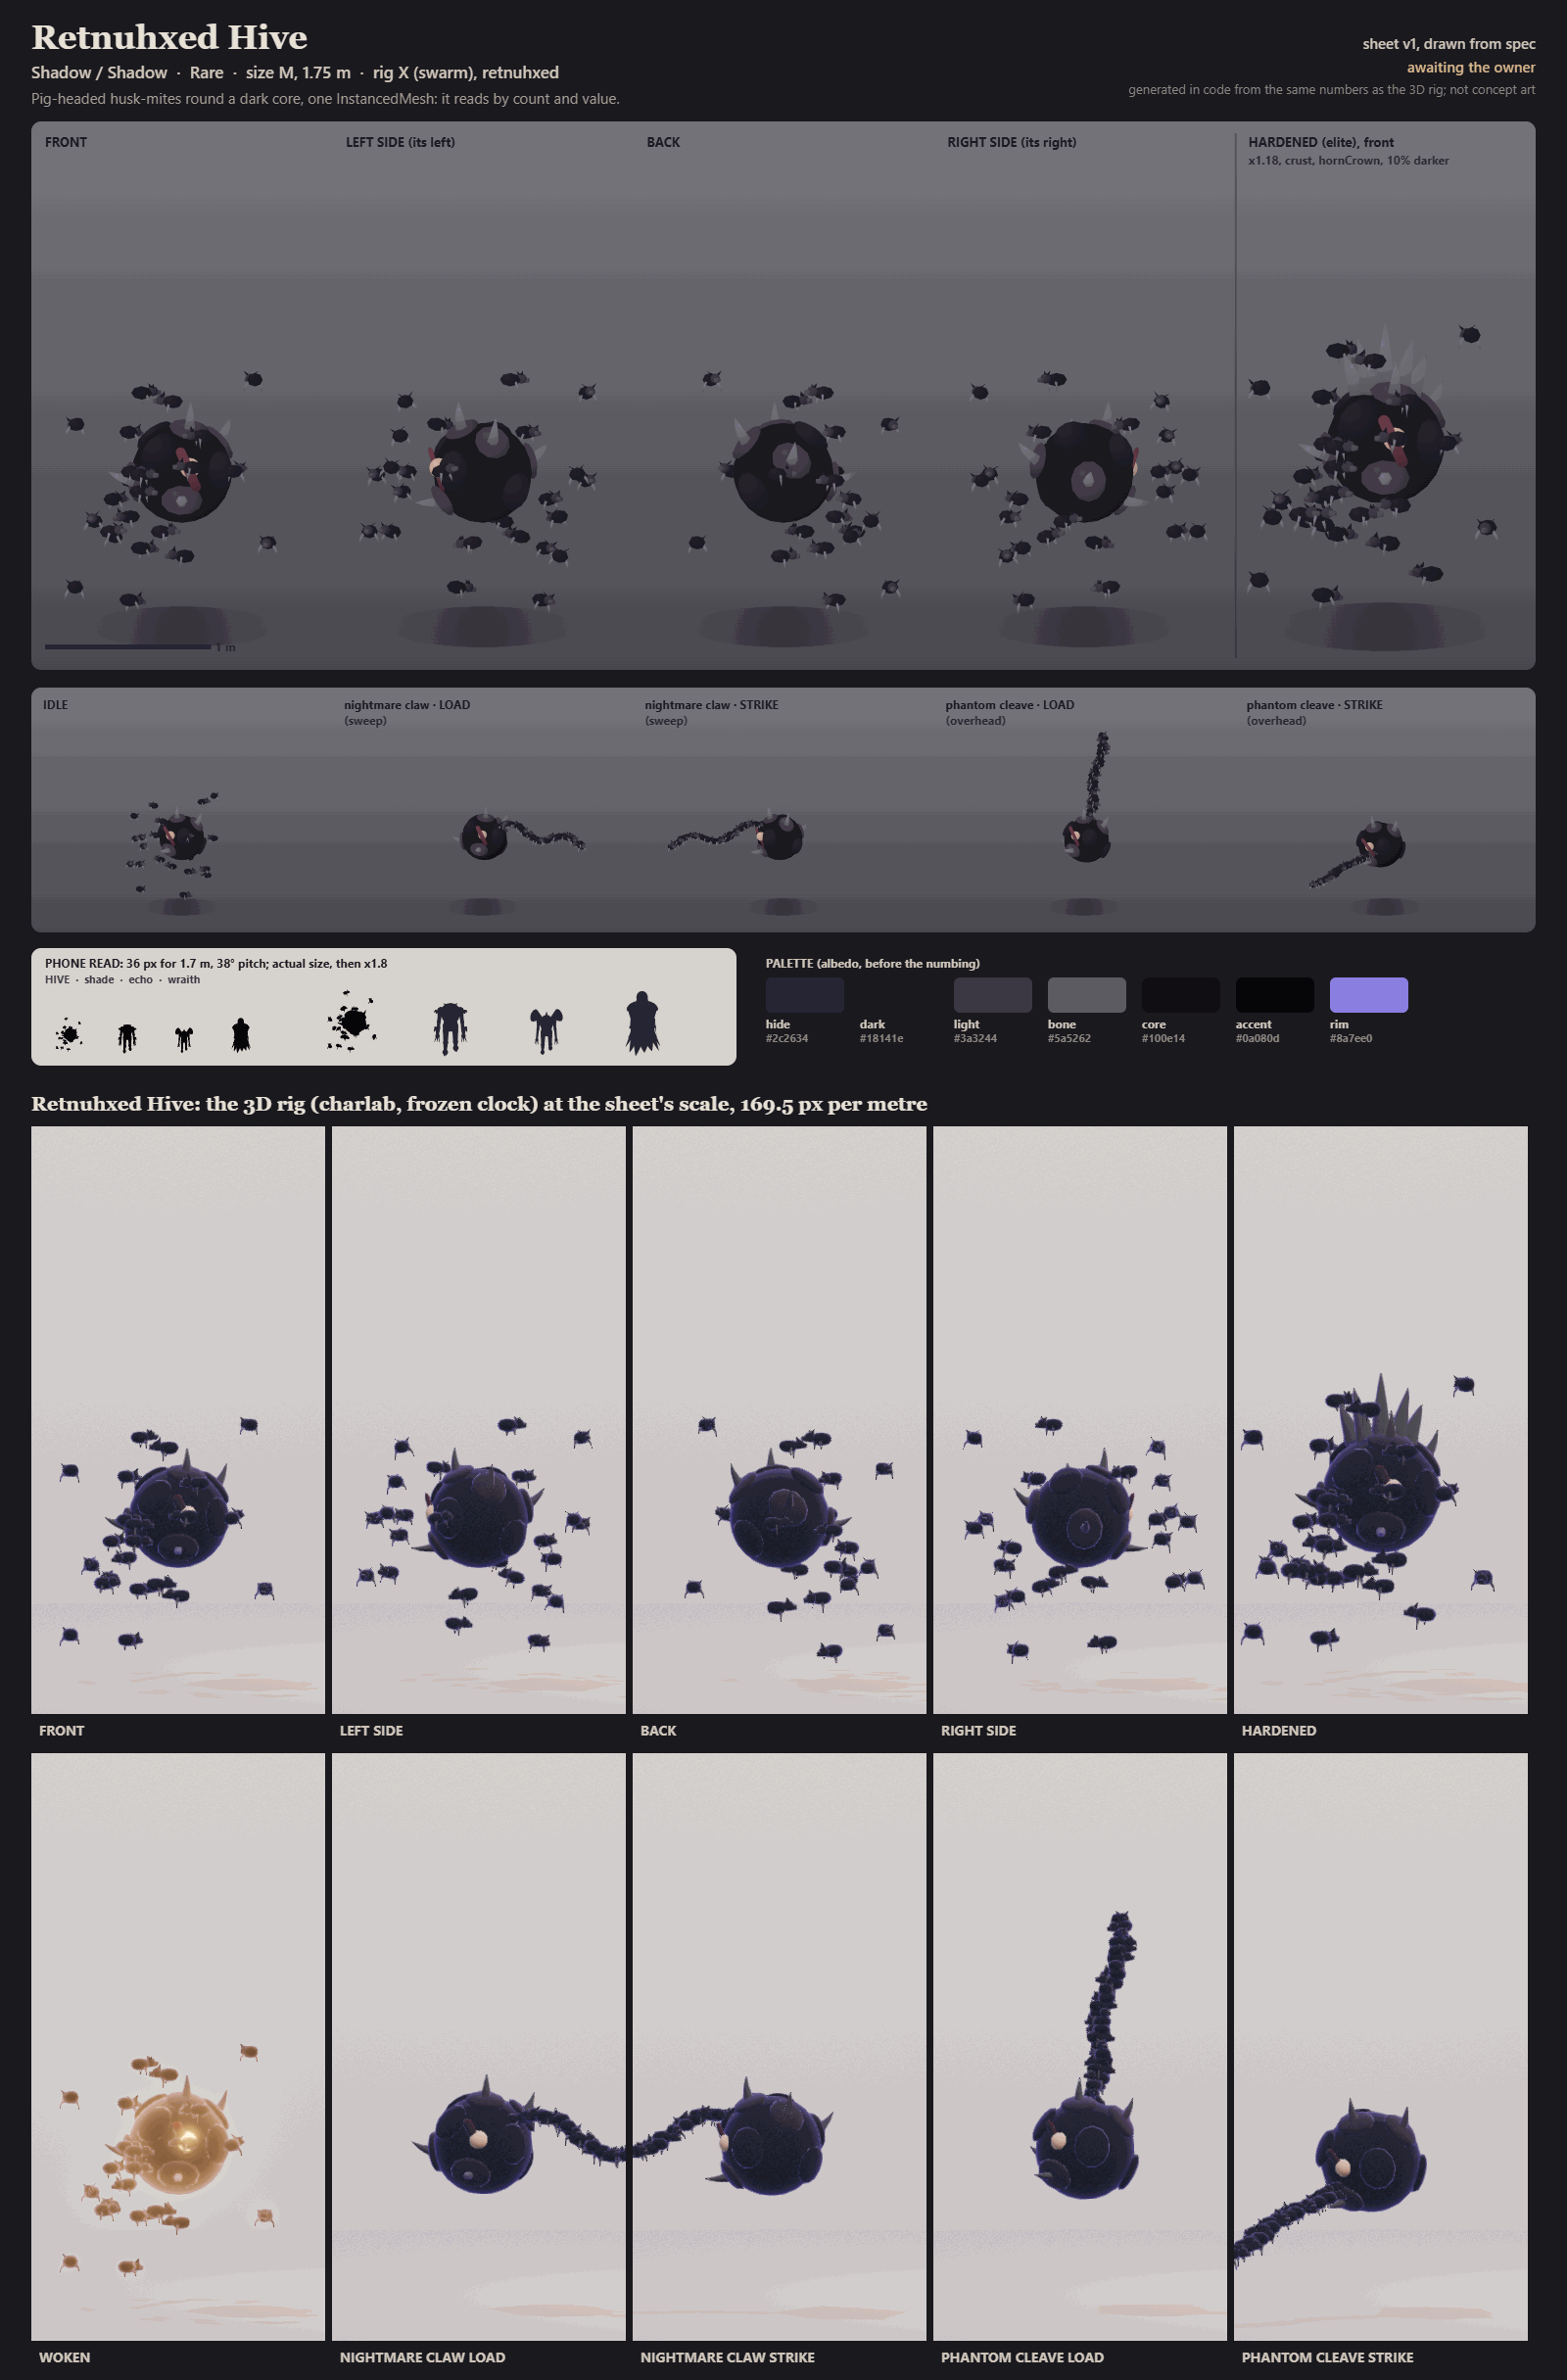 Retnuhxed Hive
Shadow / Shadow · Rare · size M, 1.75 m · rig X (swarm), retnuhxed
Pig-headed husk-mites round a dark core, one InstancedMesh: it reads by count and value.
sheet v1, drawn from spec
awaiting the owner
generated in code from the same numbers as the 3D rig; not concept art
FRONT
LEFT SIDE (its left)
BACK
RIGHT SIDE (its right)
HARDENED (elite), front
x1.18, crust, hornCrown, 10% darker
1 m
IDLE
nightmare claw · LOAD
(sweep)
nightmare claw · STRIKE
(sweep)
phantom cleave · LOAD
(overhead)
phantom cleave · STRIKE
(overhead)
PHONE READ: 36 px for 1.7 m, 38° pitch; actual size, then x1.8
HIVE · shade · echo · wraith
PALETTE (albedo, before the numbing)
hide
#2c2634
dark
#18141e
light
#3a3244
bone
#5a5262
core
#100e14
accent
#0a080d
rim
#8a7ee0
Retnuhxed Hive: the 3D rig (charlab, frozen clock) at the sheet's scale, 169.5 px per metre
FRONT
LEFT SIDE
BACK
RIGHT SIDE
HARDENED
WOKEN
NIGHTMARE CLAW LOAD
NIGHTMARE CLAW STRIKE
PHANTOM CLEAVE LOAD
PHANTOM CLEAVE STRIKE